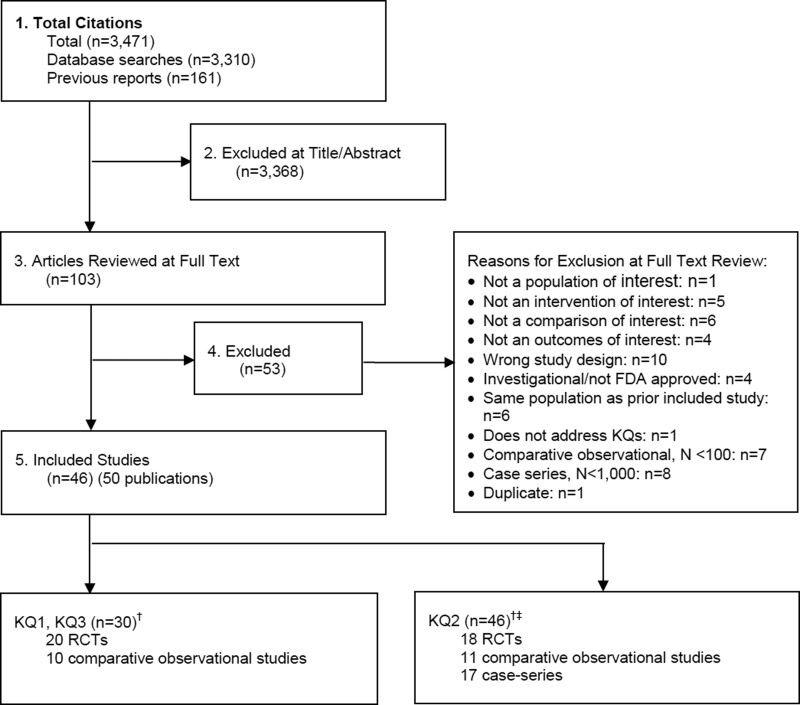 1. Total Citations
Total (n=3,471)
Database searches (n=3,310)
Previous reports (n=161)
2. Excluded at Title/Abstract
(n=3,368)
3. Articles Reviewed at Full Text
(n=103)
4. Excluded
(n=53)
Reasons for Exclusion at Full Text Review:
• Not a population of interest: n=1
• Not an intervention of interest: n=5
• Not a comparison of interest: n=6
• Not an outcomes of interest: n=4
• Wrong study design: n=10
• Investigational/not FDA approved: n=4
• Same population as prior included study:
n=6
• Does not address KQs: n=1
• Comparative observational, N <100: n=7
• Case series, N<1,000: n=8
• Duplicate: n=1
5. Included Studies
(n=46) (50 publications)
KQ1, KQ3 (n=30)†
20 RCTs
10 comparative observational studies
KQ2 (n=46)†‡
18 RCTs
11 comparative observational studies
17 case-series